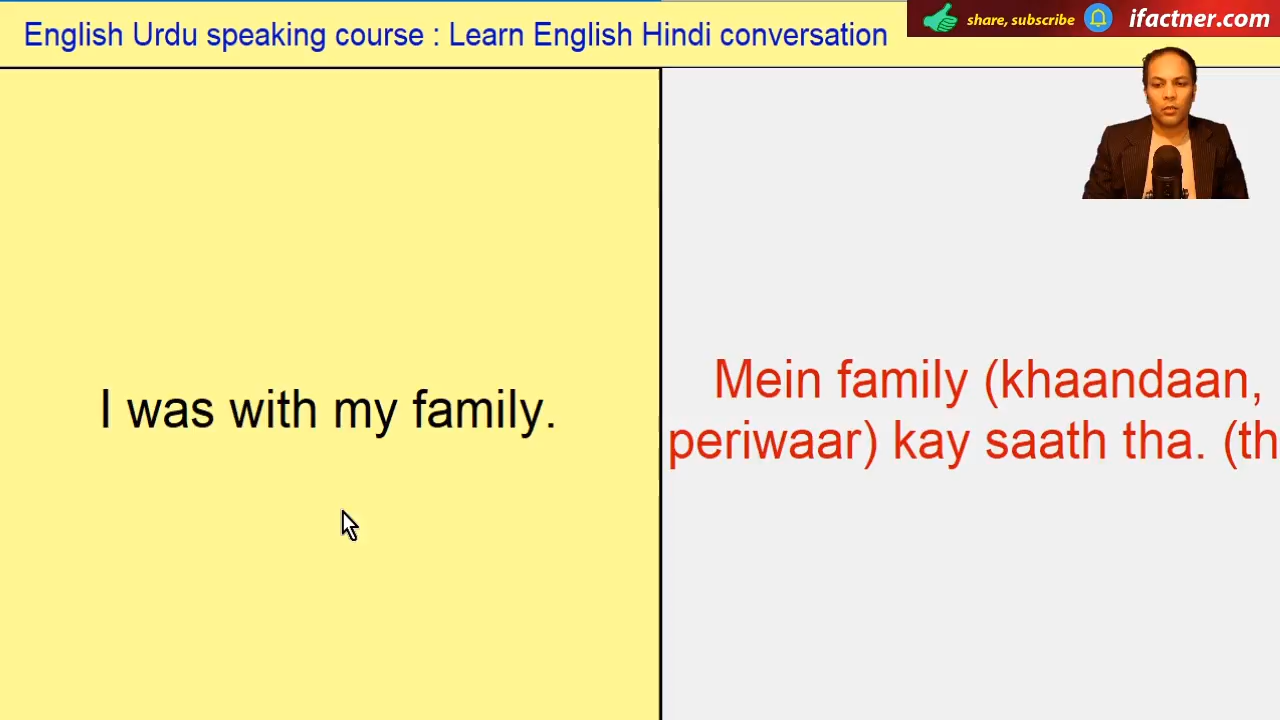 English Urdu speaking course : Learn English Hindi conversation
share, subscribe
ifactner.com
I was with my family.
Mein family (khaandaan,
periwaar) kay saath tha. (th